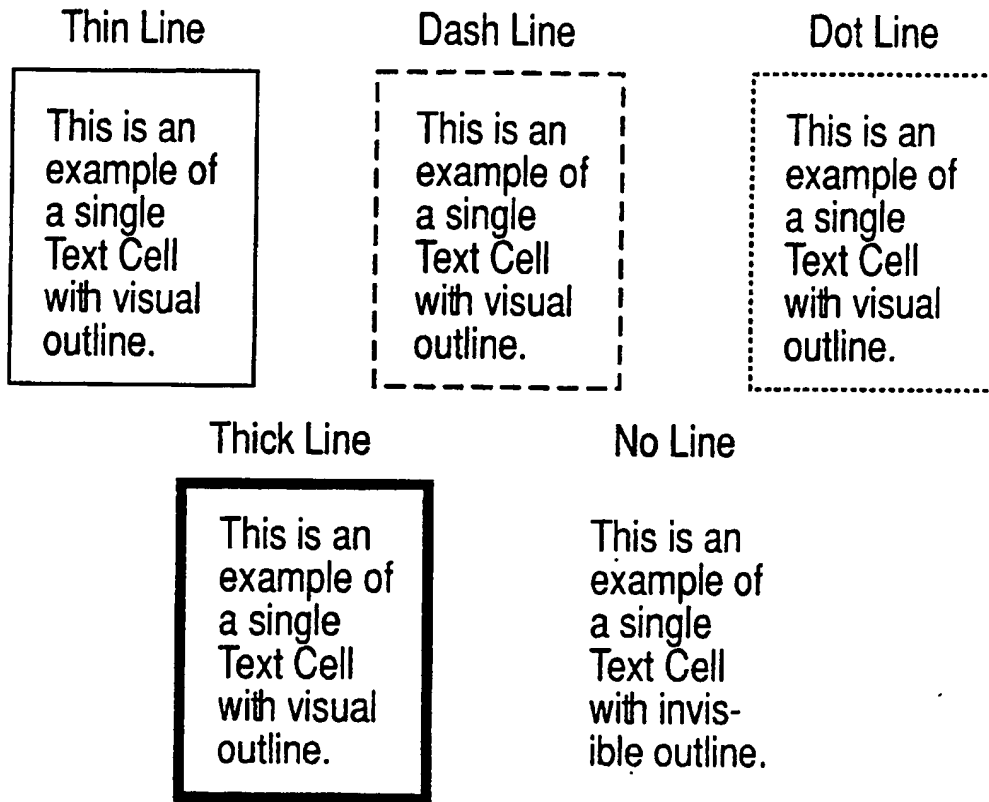 Thin Line
This is an
example of
a single
Text Cell
with visual
outline.
Dash Line
This is an
example of
a single
Text Cell
with visual
outline.
Dot Line
This is an
example of
a single
Text Cell
with visual
outline.
Thick Line
This is an
example of
a single
Text Cell
with visual
outline.
No Line
This is an
example of
a single
Text Cell
with invis-
ible outline.